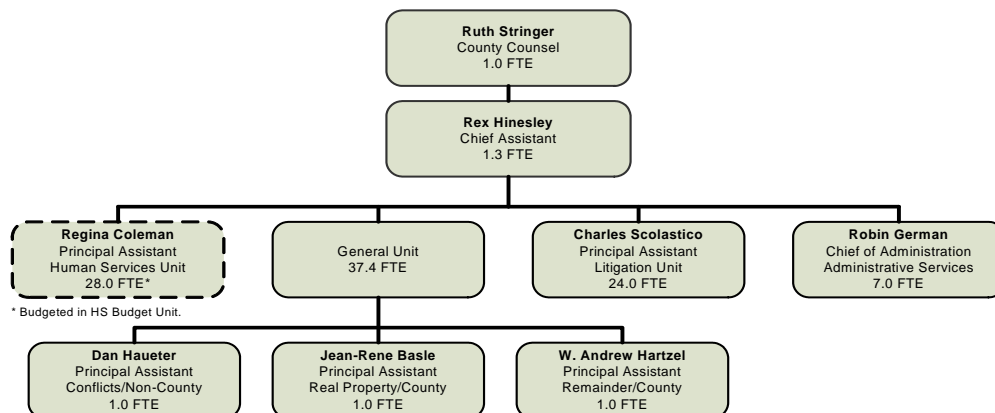 Ruth Stringer
County Counsel
1.0 FTE
Rex Hinesley
Chief Assistant
1.3 FTE
Regina Coleman
Principal Assistant
Human Services Unit
28.0 FTE*
General Unit
37.4 FTE
Charles Scolastico
Principal Assistant
Litigation Unit
24.0 FTE
Robin German
Chief of Administration
Administrative Services
7.0 FTE
* Budgeted in HS Budget Unit.
Dan Haueter
Principal Assistant
Conflicts/Non-County
1.0 FTE
Jean-Rene Basle
Principal Assistant
Real Property/County
1.0 FTE
W. Andrew Hartzel
Principal Assistant
Remainder/County
1.0 FTE